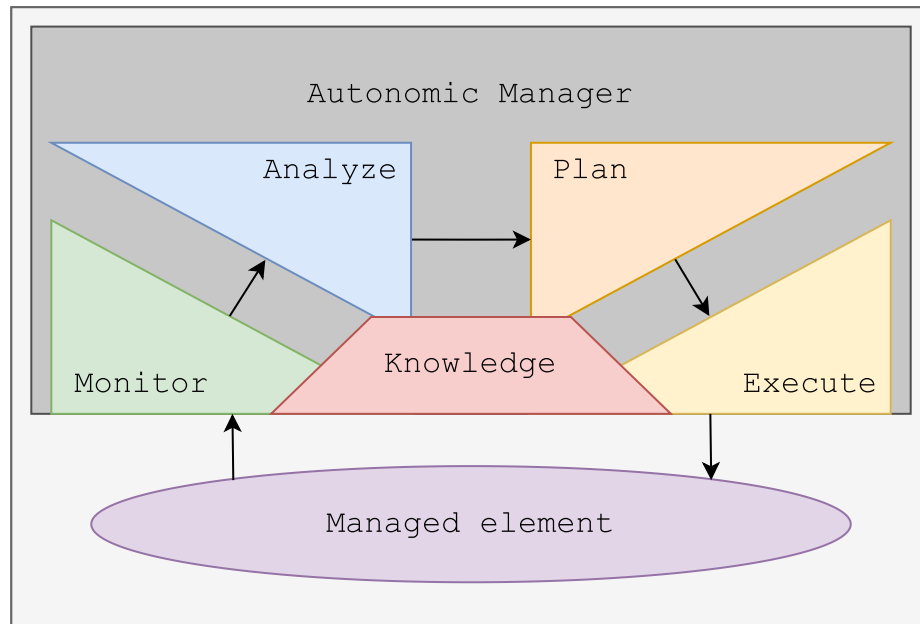 Autonomic Manager
Analyze
Plan
Monitor
Knowledge
Execute
Managed element